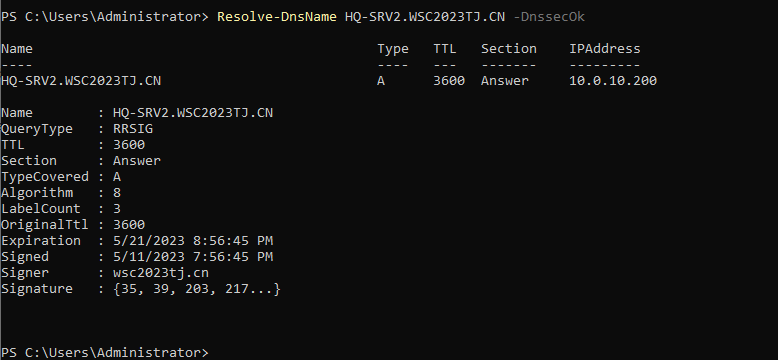 PS C:\Users\Administrator> Resolve-DnsName HQ-SRV2.WSC2023TJ.CN -DnssecOk
Name Type TTL Section IPAddress
---- ---- --- ------- ---------
HQ-SRV2.WSC2023TJ.CN A 3600 Answer 10.0.10.200
Name : HQ-SRV2.WSC2023TJ.CN
QueryType : RRSIG
TTL : 3600
Section : Answer
TypeCovered : A
Algorithm : 8
LabelCount : 3
OriginalTtl : 3600
Expiration : 5/21/2023 8:56:45 PM
Signed : 5/11/2023 7:56:45 PM
Signer : wsc2023tj.cn
Signature : {35, 39, 203, 217...}
PS C:\Users\Administrator>